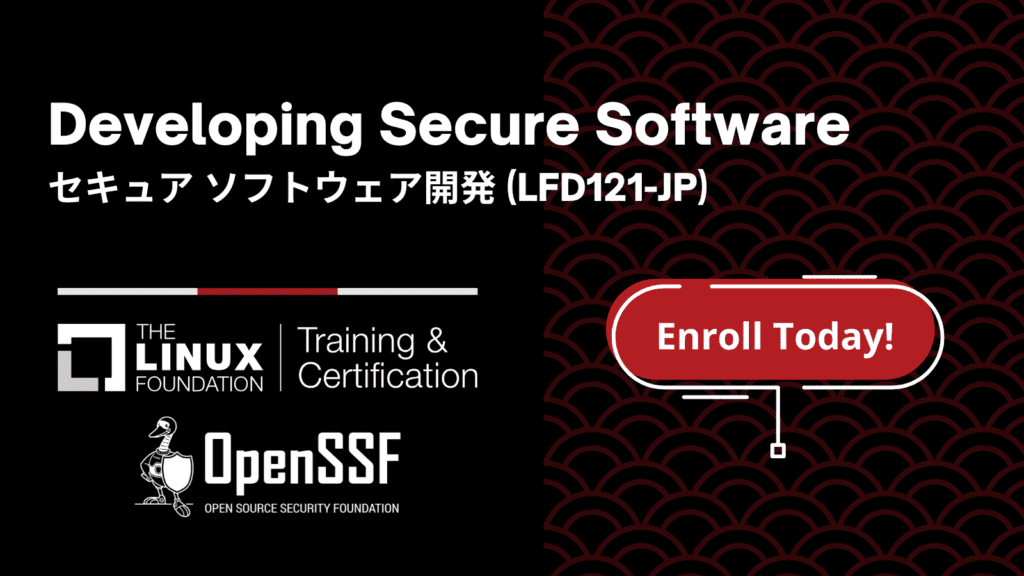 Developing Secure Software
セキュア ソフトウェア開発 (LFD121-JP)
THE
LINUX
FOUNDATION
Training &
Certification
Enroll Today!
OpenSSF
OPEN SOURCE SECURITY FOUNDATION